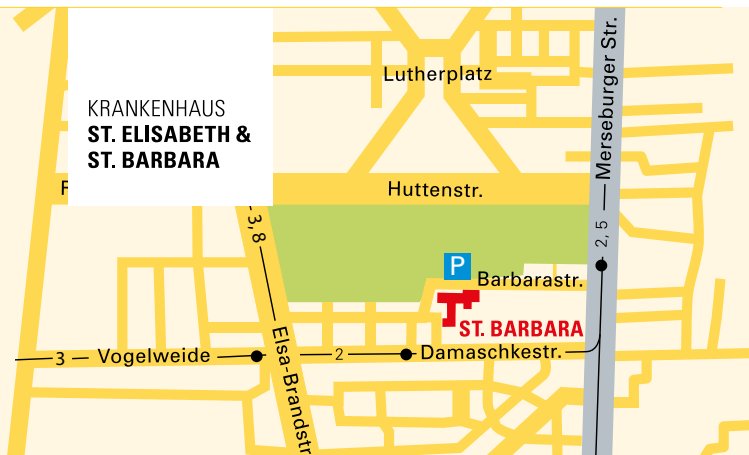 Merseburger Str.
Lutherplatz
KRANKENHAUS
ST. ELISABETH &
ST. BARBARA
Huttenstr.
3, 8
2, 5
P
Barbarastr.
ST. BARBARA
Elsa-Brandstr
3
Vogelweide
2
Damaschkestr.